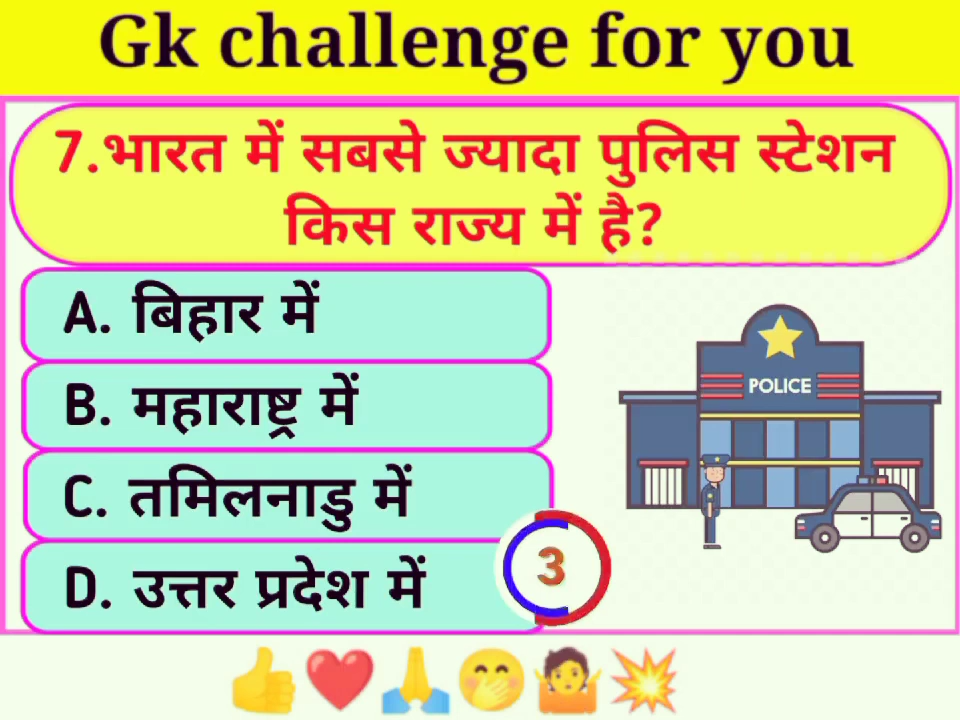 Gk challenge for you
7.भारत में सबसे ज्यादा पुलिस स्टेशन
किस राज्य में है?
A. बिहार में
B. महाराष्ट्र में
C. तमिलनाडु में
D. उत्तर प्रदेश में
POLICE
3